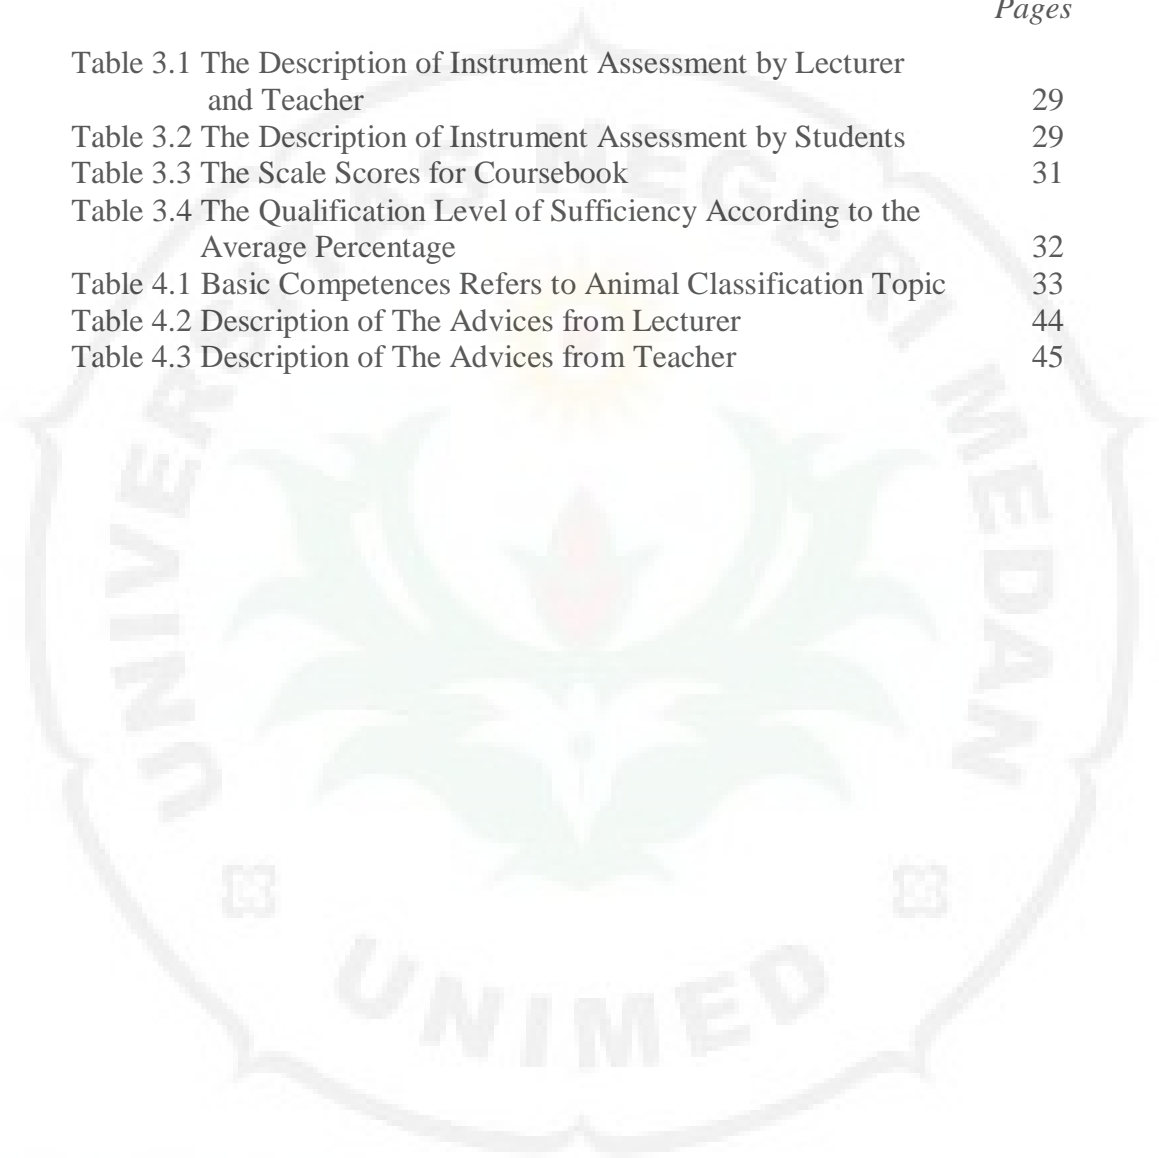 Pages
Table 3.1 The Description of Instrument Assessment by Lecturer
and Teacher 29
Table 3.2 The Description of Instrument Assessment by Students 29
Table 3.3 The Scale Scores for Coursebook 31
Table 3.4 The Qualification Level of Sufficiency According to the
Average Percentage 32
Table 4.1 Basic Competences Refers to Animal Classification Topic 33
Table 4.2 Description of The Advices from Lecturer 44
Table 4.3 Description of The Advices from Teacher 45
UNIVERSITAS NEGERI MEDAN
UNIMED